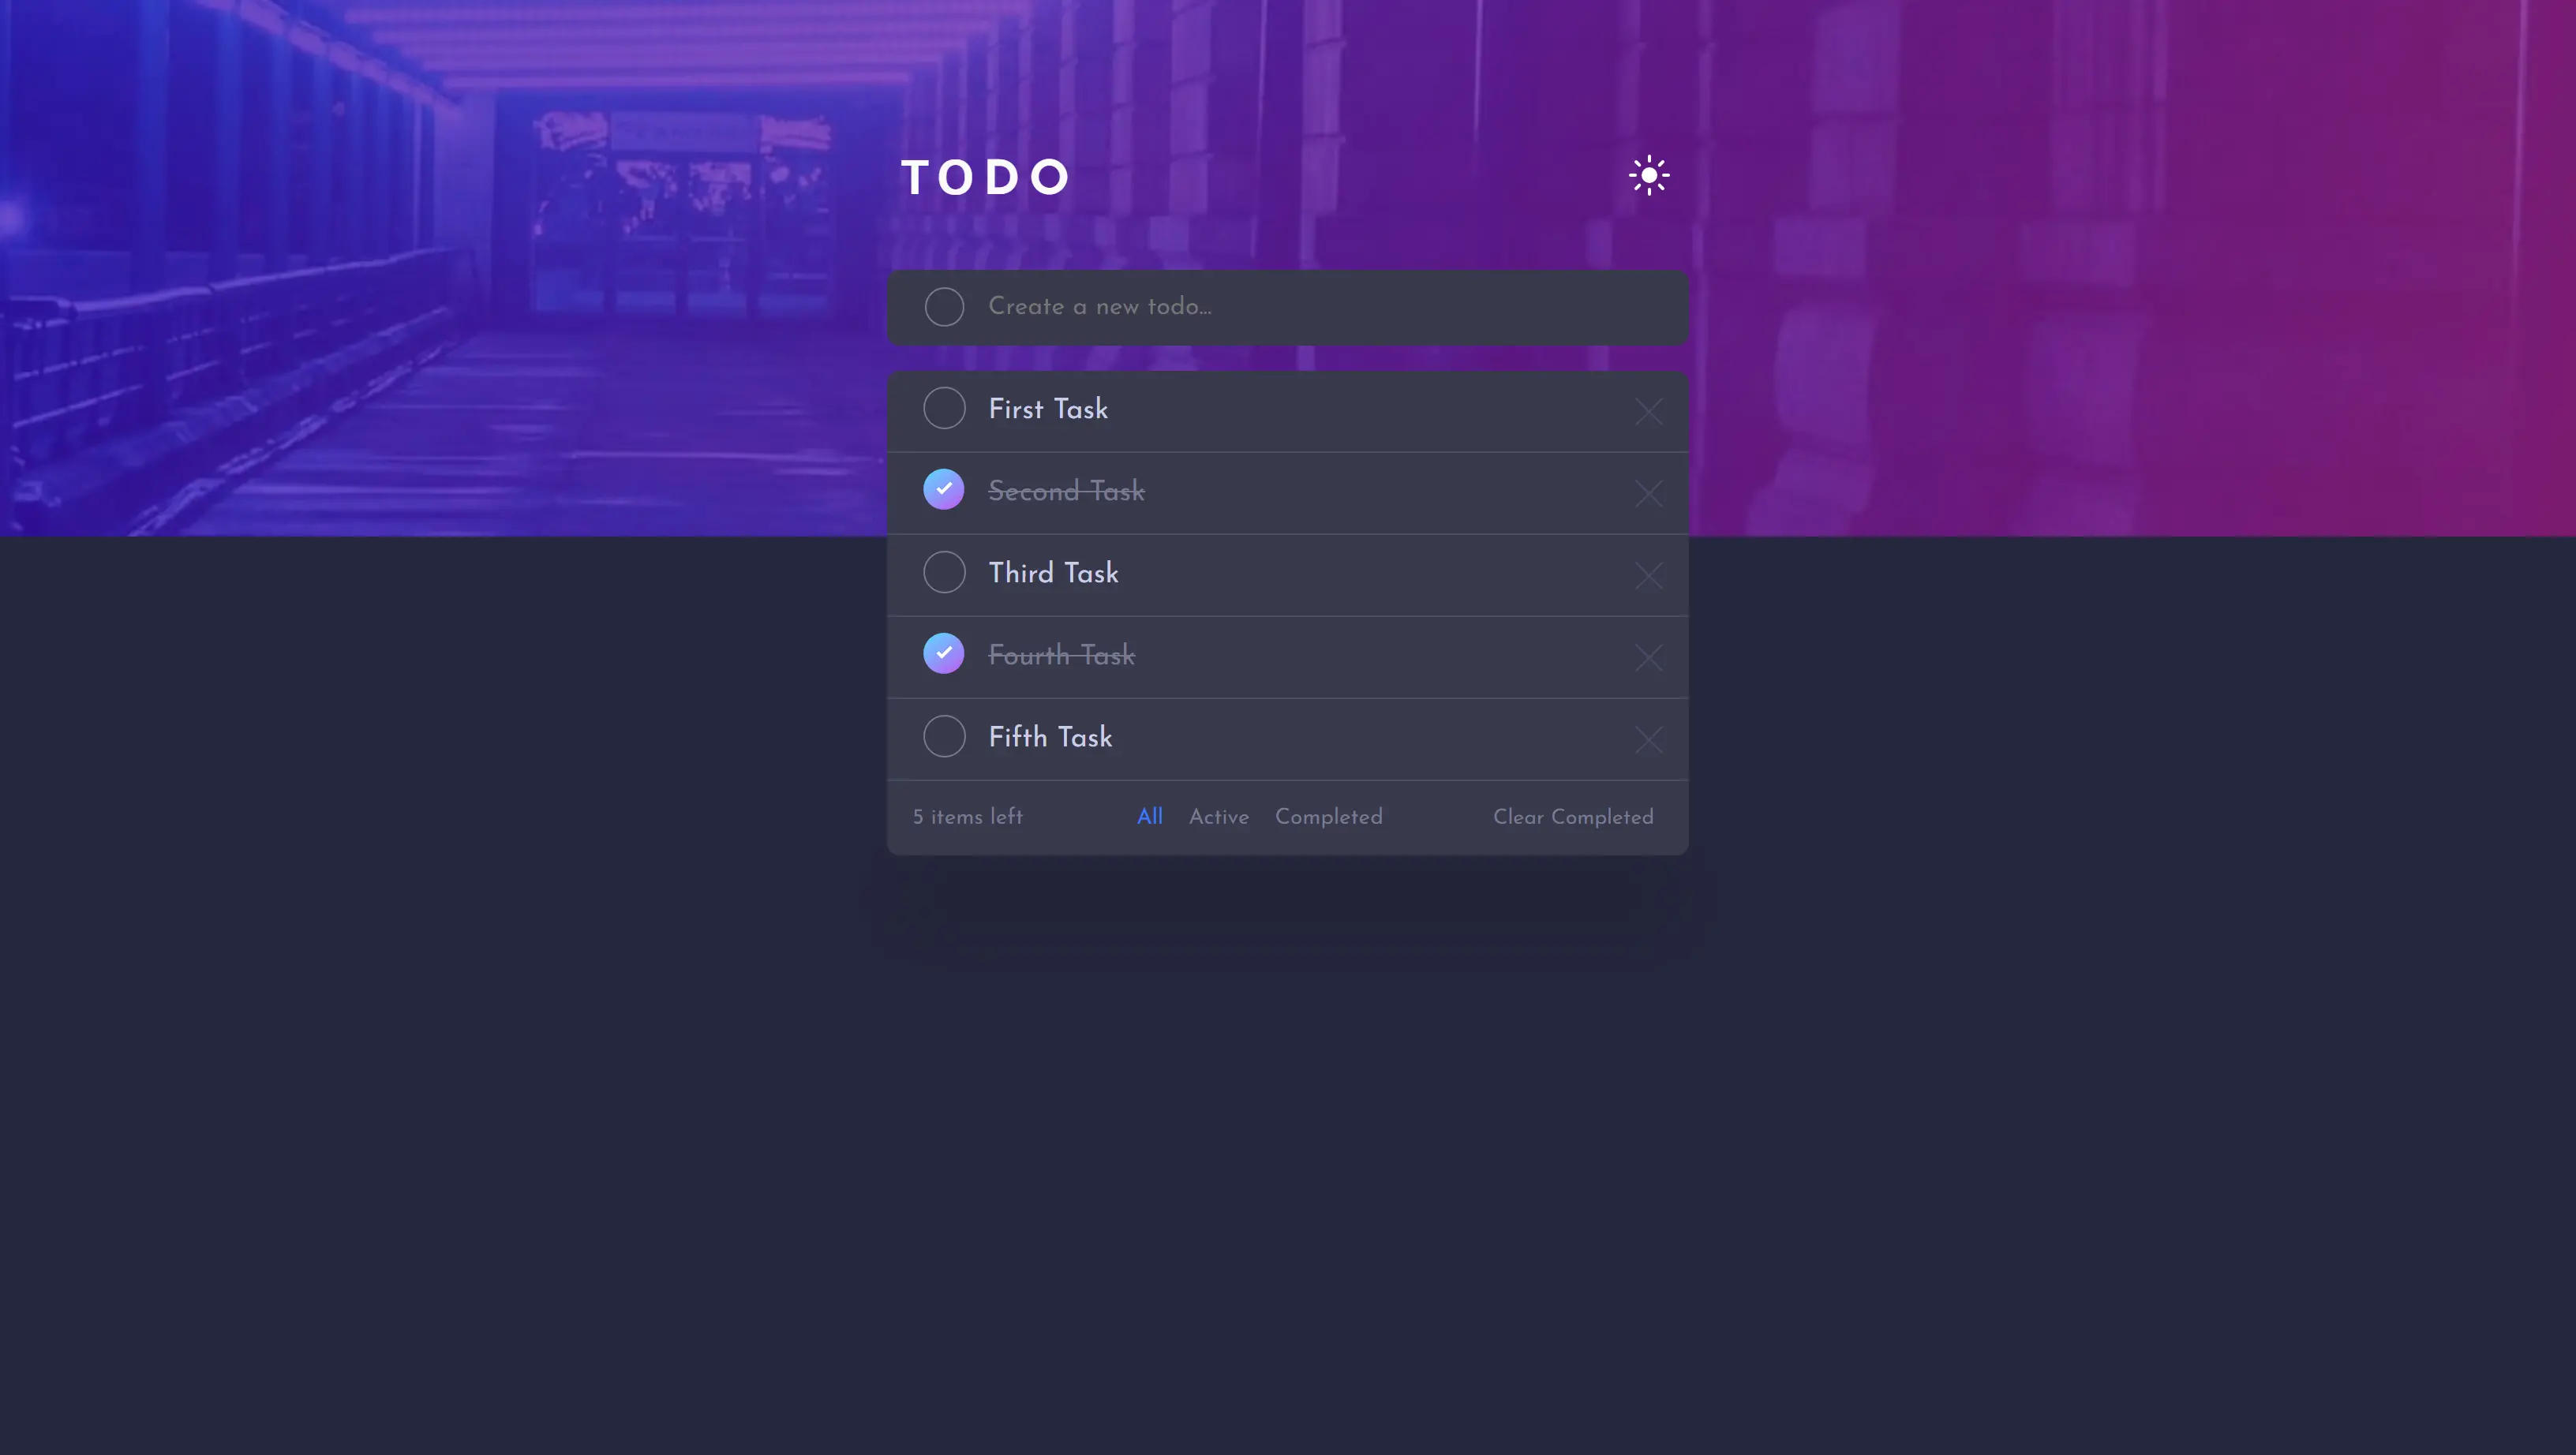 TODO
Create a new todo...
First Task
Second Task
Third Task
Fourth Task
Fifth Task
5 items left All Active Completed Clear Completed